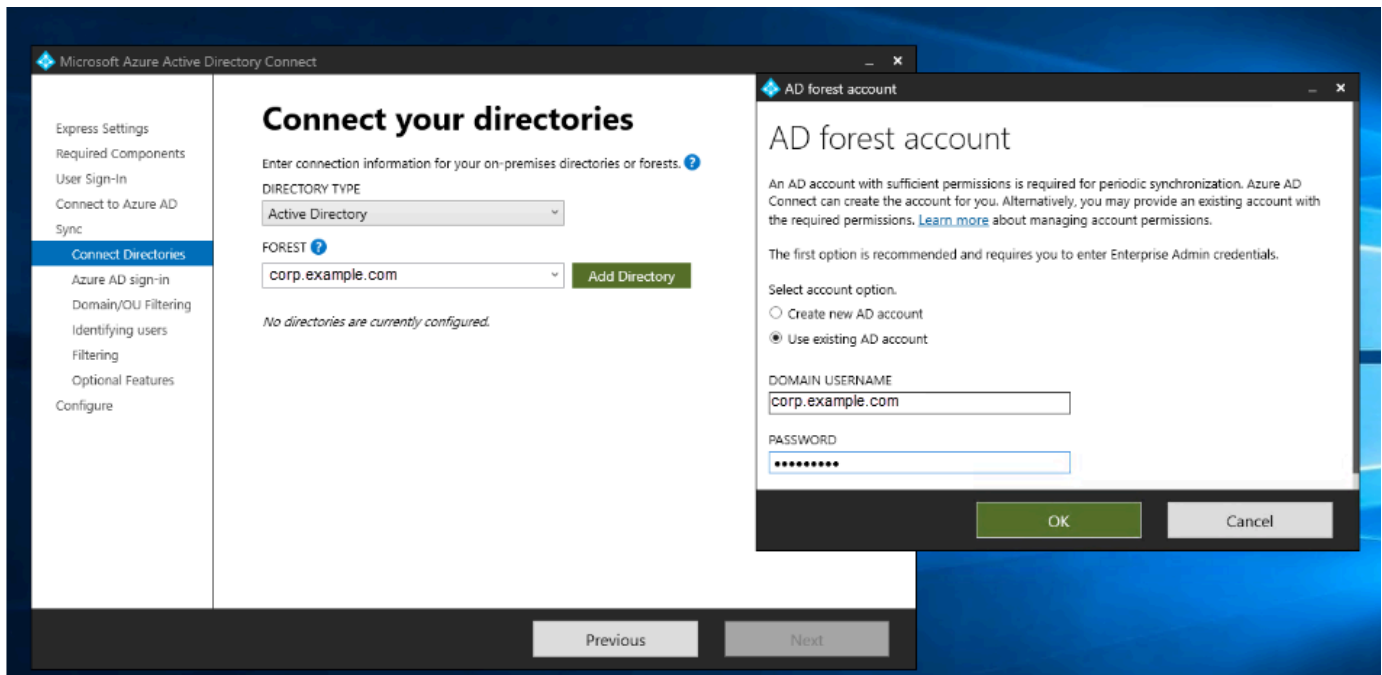 Microsoft Azure Active Directory Connect
Express Settings
Required Components
User Sign-In
Connect to Azure AD
Sync
Connect Directories
Azure AD sign-in
Domain/OU Filtering
Identifying users
Filtering
Optional Features
Configure
Connect your directories
Enter connection information for your on-premises directories or forests. ?
DIRECTORY TYPE
Active Directory
FOREST ?
corp.example.com
Add Directory
No directories are currently configured.
Previous
Next
AD forest account
AD forest account
An AD account with sufficient permissions is required for periodic synchronization. Azure AD
Connect can create the account for you. Alternatively, you may provide an existing account with
the required permissions. Learn more about managing account permissions.
The first option is recommended and requires you to enter Enterprise Admin credentials.
Select account option.
Create new AD account
Use existing AD account
DOMAIN USERNAME
corp.example.com
PASSWORD
•••••••••
OK
Cancel